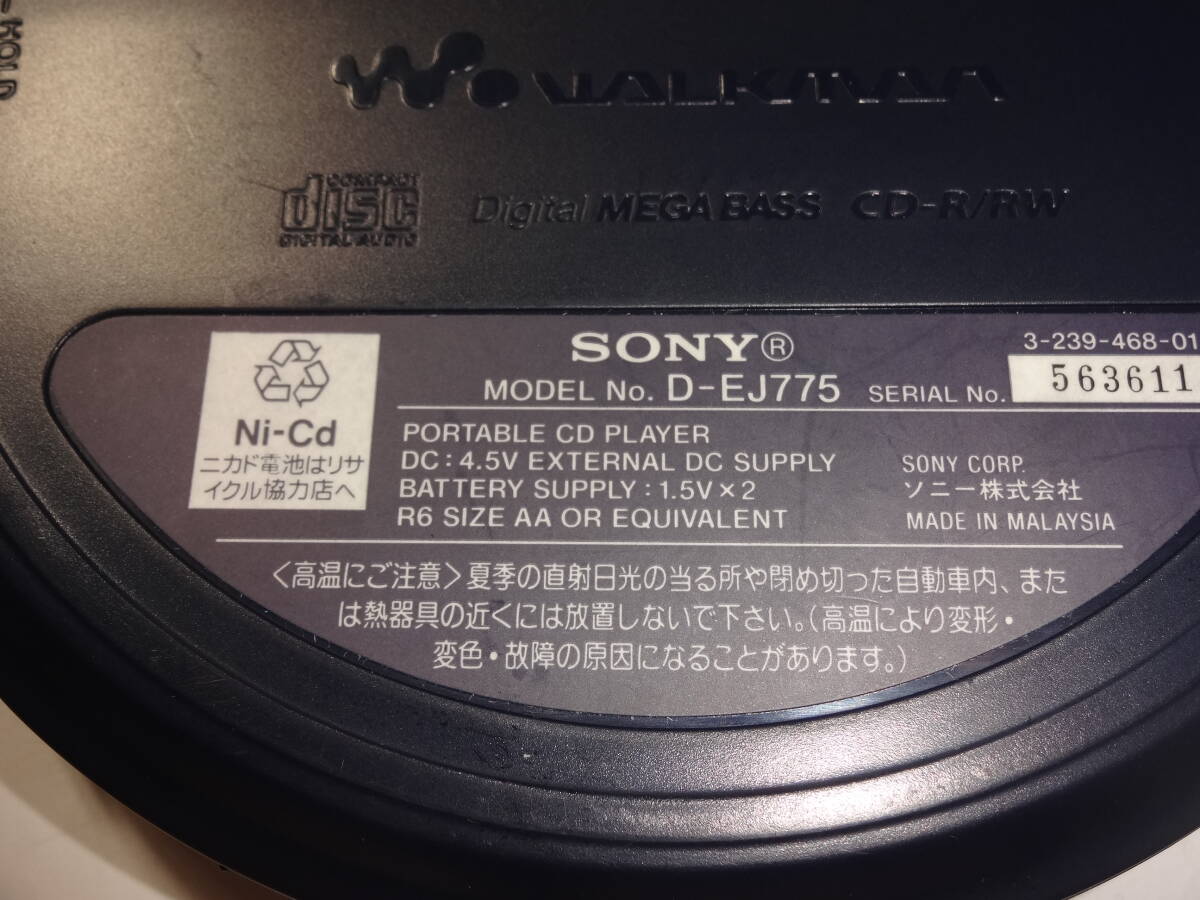 HOLD
WALKMAN
COMPACT
disc
DIGITAL AUDIO
Digital MEGA BASS CD-R/RW
SONY®
3-239-468-01
MODEL No. D-EJ775 SERIAL No. 563611
Ni-Cd
ニカド電池はリサ
イクル協力店へ
PORTABLE CD PLAYER
DC: 4.5V EXTERNAL DC SUPPLY
BATTERY SUPPLY: 1.5V×2
R6 SIZE AA OR EQUIVALENT
SONY CORP.
ソニー株式会社
MADE IN MALAYSIA
〈高温にご注意〉夏季の直射日光の当る所や閉め切った自動車内、また
は熱器具の近くには放置しないで下さい。(高温により変形・
変色・故障の原因になることがあります。)